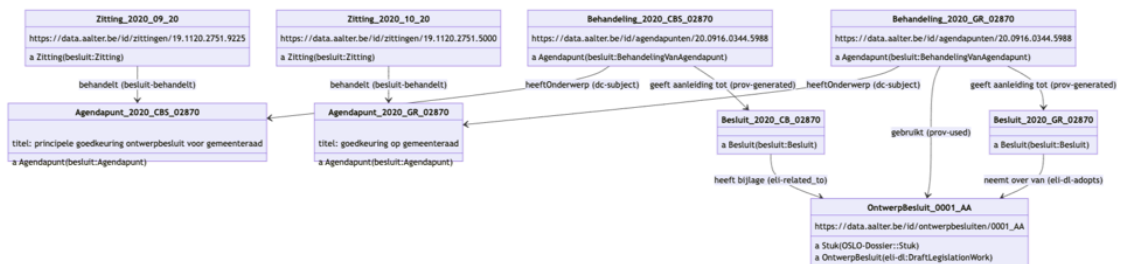 Zitting_2020_09_20
https://data.aalter.be/id/zittingen/19.1120.2751.9225
a Zitting(besluit:Zitting)
Zitting_2020_10_20
https://data.aalter.be/id/zittingen/19.1120.2751.5000
a Zitting(besluit:Zitting)
Behandeling_2020_CBS_02870
https://data.aalter.be/id/agendapunten/20.0916.0344.5988
a Agendapunt(besluit:BehandelingVanAgendapunt)
Behandeling_2020_GR_02870
https://data.aalter.be/id/agendapunten/20.0916.0344.5988
a Agendapunt(besluit:BehandelingVanAgendapunt)
behandelt (besluit-behandelt)
behandelt (besluit-behandelt)
heeftOnderwerp (dc-subject)
geeft aanleiding tot (prov-generated)
heeftOnderwerp (dc-subject)
geeft aanleiding tot (prov-generated)
Agendapunt_2020_CBS_02870
titel: principele goedkeuring ontwerpbesluit voor gemeenteraad
a Agendapunt(besluit:Agendapunt)
Agendapunt_2020_GR_02870
titel: goedkeuring op gemeenteraad
a Agendapunt(besluit:Agendapunt)
Besluit_2020_CB_02870
a Besluit(besluit:Besluit)
gebruikt (prov-used)
Besluit_2020_GR_02870
a Besluit(besluit:Besluit)
heeft bijlage (eli-related_to)
neemt over van (eli-dl-adopts)
OntwerpBesluit_0001_AA
https://data.aalter.be/id/ontwerpbesluiten/0001_AA
a Stuk(OSLO-Dossier::Stuk)
a OntwerpBesluit(eli-dl:DraftLegislationWork)